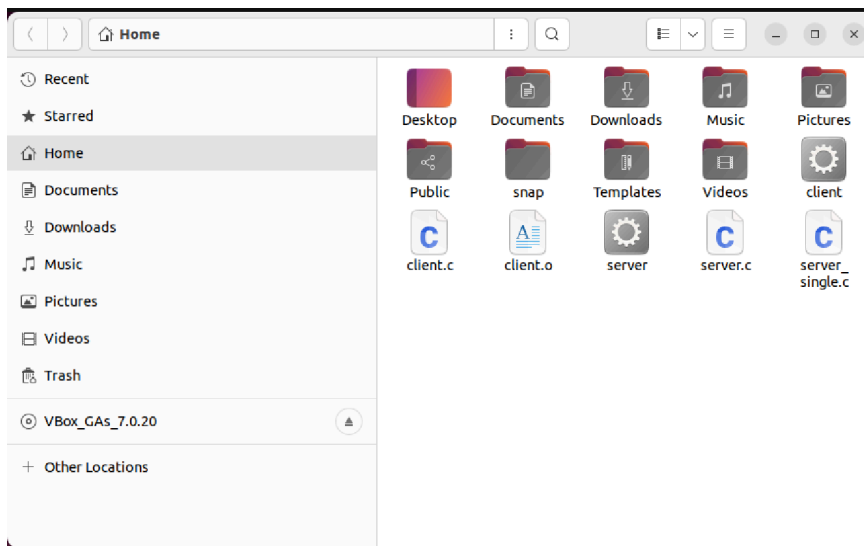 Home
Recent
Starred
Home
Documents
Downloads
Music
Pictures
Videos
Trash
VBox_GAs_7.0.20
Other Locations
Desktop
Documents
Downloads
Music
Pictures
Public
snap
Templates
Videos
client
client.c
client.o
server
server.c
server_
single.c